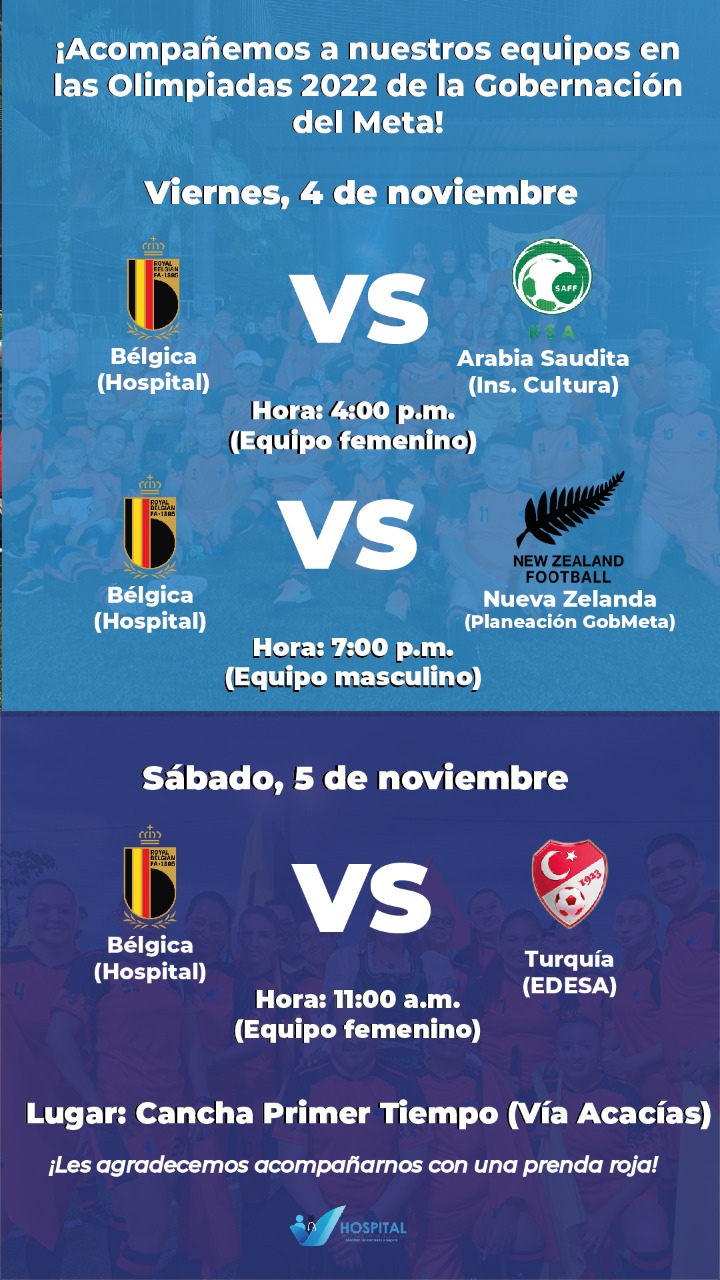 ¡Acompañemos a nuestros equipos en
las Olimpiadas 2022 de la Gobernación
del Meta!
Viernes, 4 de noviembre
ROYAL
BELGIAN
FA·1895
VS
SAFF
KSA
Bélgica
(Hospital)
Arabia Saudita
(Ins. Cultura)
Hora: 4:00 p.m.
(Equipo femenino)
ROYAL
BELGIAN
FA·1895
VS
NEW ZEALAND
FOOTBALL
Bélgica
(Hospital)
Nueva Zelanda
(Planeación GobMeta)
Hora: 7:00 p.m.
(Equipo masculino)
Sábado, 5 de noviembre
ROYAL
BELGIAN
FA·1895
VS
1923
Bélgica
(Hospital)
Turquía
(EDESA)
Hora: 11:00 a.m.
(Equipo femenino)
Lugar: Cancha Primer Tiempo (Vía Acacías)
¡Les agradecemos acompañarnos con una prenda roja!
HOSPITAL